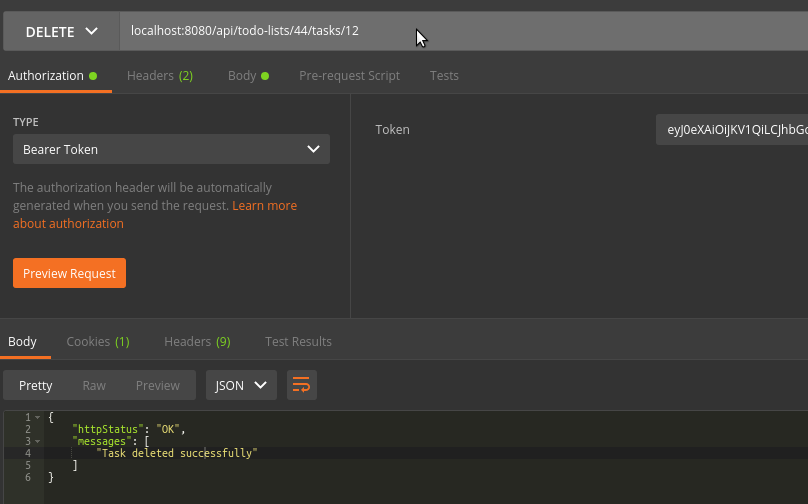 DELETE localhost:8080/api/todo-lists/44/tasks/12
Authorization Headers (2) Body Pre-request Script Tests
TYPE
Bearer Token
The authorization header will be automatically
generated when you send the request. Learn more
about authorization
Preview Request
Token eyJ0eXAiOiJKV1QiLCJhbGc
Body Cookies (1) Headers (9) Test Results
Pretty Raw Preview JSON
1 {
2 "httpStatus": "OK",
3 "messages": [
4 "Task deleted successfully"
5 ]
6 }